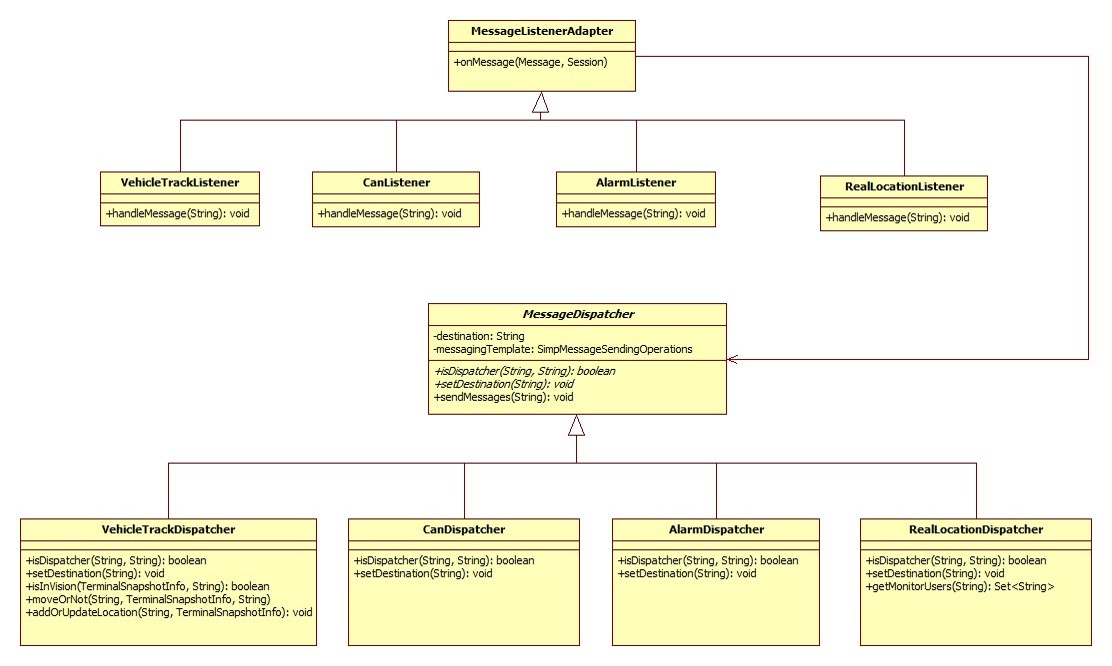 MessageListenerAdapter
+onMessage(Message, Session)
VehicleTrackListener
+handleMessage(String): void
CanListener
+handleMessage(String): void
AlarmListener
+handleMessage(String): void
RealLocationListener
+handleMessage(String): void
MessageDispatcher
-destination: String
-messagingTemplate: SimpMessageSendingOperations
+isDispatcher(String, String): boolean
+setDestination(String): void
+sendMessages(String): void
VehicleTrackDispatcher
+isDispatcher(String, String): boolean
+setDestination(String): void
+isInVision(TerminalSnapshotInfo, String): boolean
+moveOrNot(String, TerminalSnapshotInfo, String)
+addOrUpdateLocation(String, TerminalSnapshotInfo): void
CanDispatcher
+isDispatcher(String, String): boolean
+setDestination(String): void
AlarmDispatcher
+isDispatcher(String, String): boolean
+setDestination(String): void
RealLocationDispatcher
+isDispatcher(String, String): boolean
+setDestination(String): void
+getMonitorUsers(String): Set<String>